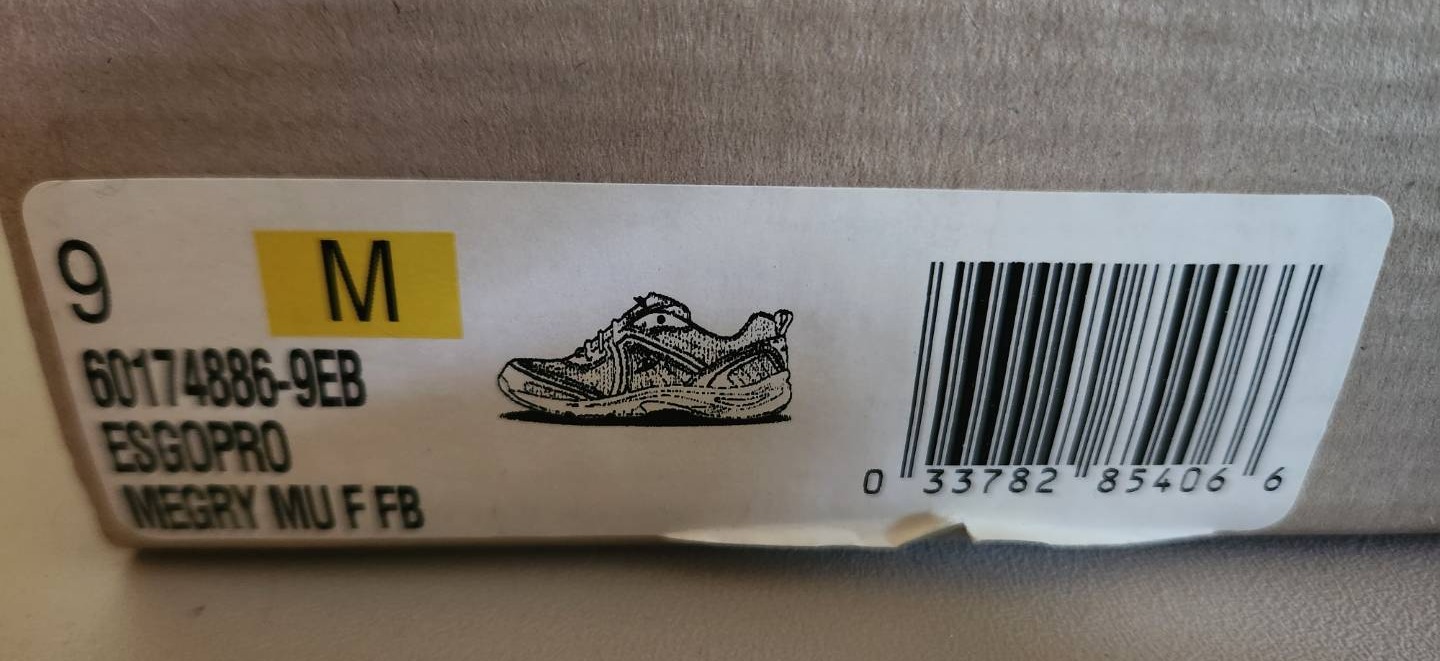 9 M
60174886-9EB
ESGOPRO
MEGRY MU F FB
0 33782 85406 6